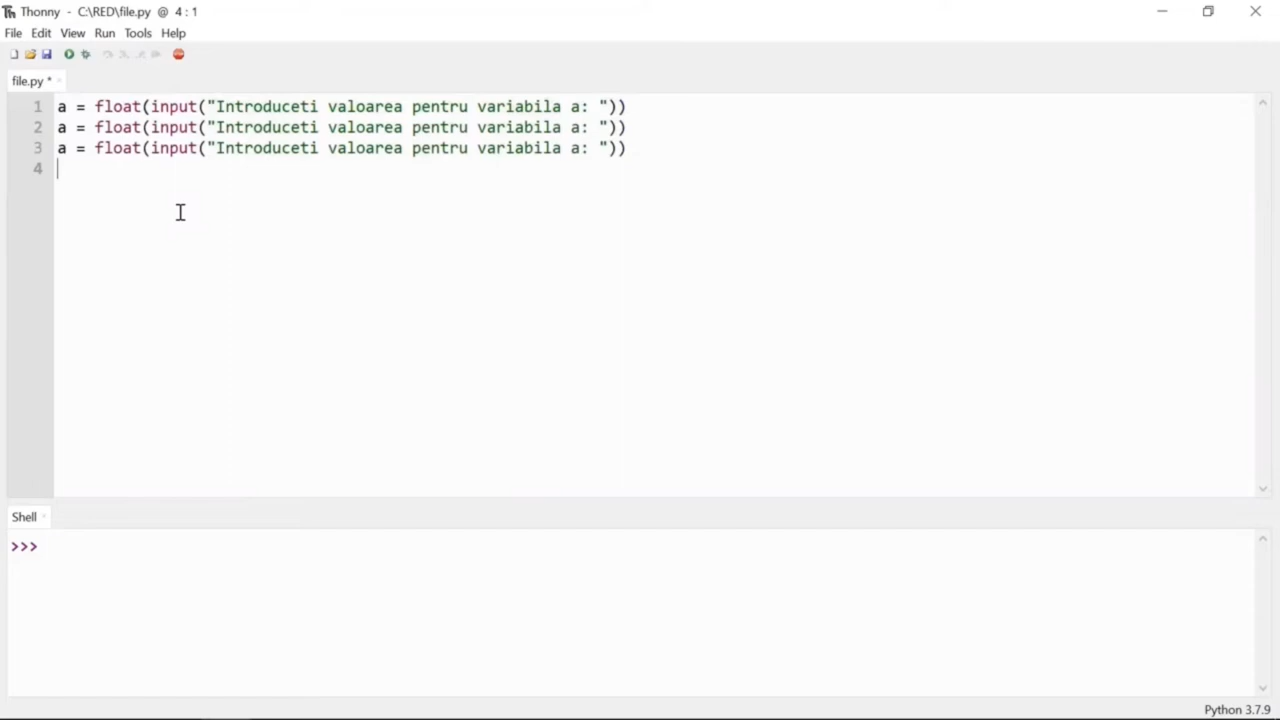 Thonny - C:\RED\file.py @ 4 : 1
File Edit View Run Tools Help
file.py *
1 a = float(input("Introduceti valoarea pentru variabila a: "))
2 a = float(input("Introduceti valoarea pentru variabila a: "))
3 a = float(input("Introduceti valoarea pentru variabila a: "))
4
Shell
>>>
Python 3.7.9